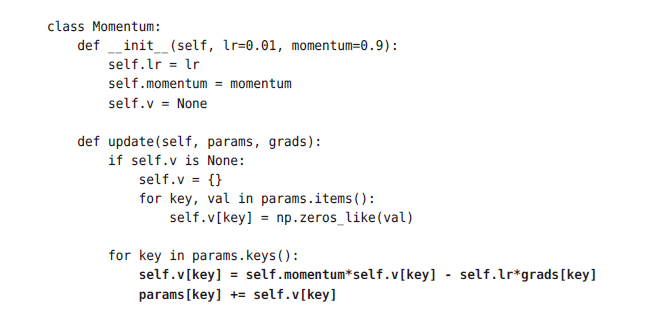 class Momentum:
    def __init__(self, lr=0.01, momentum=0.9):
        self.lr = lr
        self.momentum = momentum
        self.v = None

    def update(self, params, grads):
        if self.v is None:
            self.v = {}
            for key, val in params.items():
                self.v[key] = np.zeros_like(val)

        for key in params.keys():
            self.v[key] = self.momentum*self.v[key] - self.lr*grads[key]
            params[key] += self.v[key]